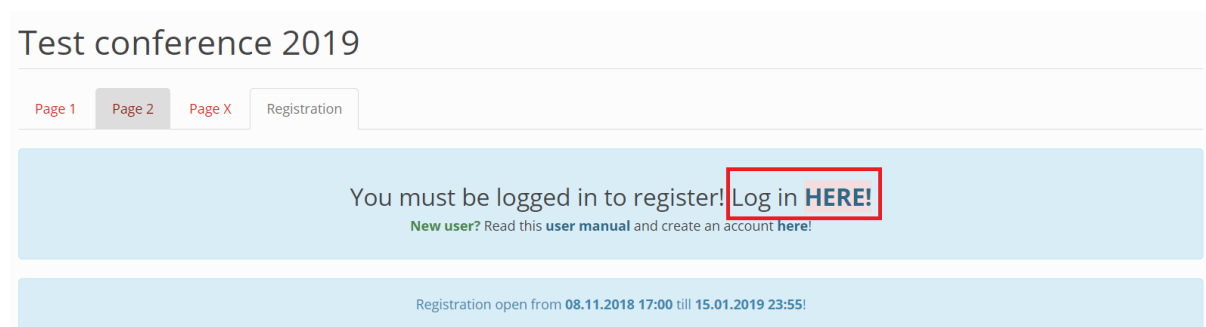 Test conference 2019
Page 1 Page 2 Page X Registration
You must be logged in to register! Log in HERE!
New user? Read this user manual and create an account here!
Registration open from 08.11.2018 17:00 till 15.01.2019 23:55!